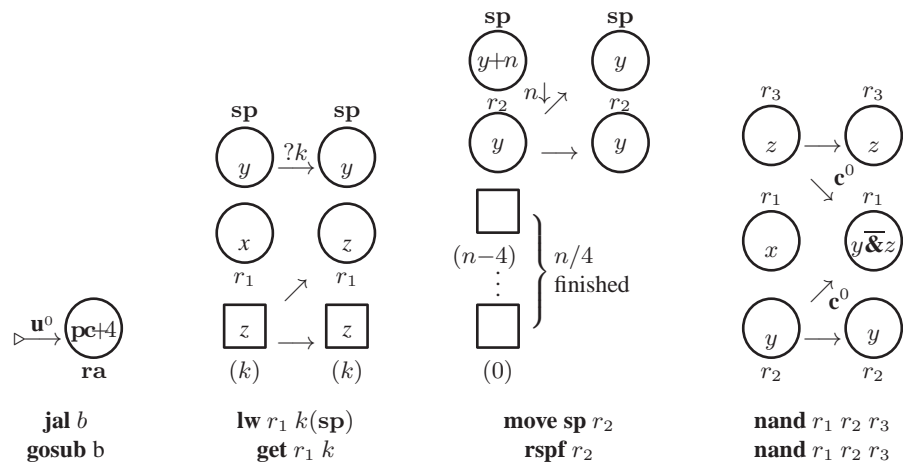 u⁰
pc+4
ra
jal b
gosub b
sp sp
y ?k y
x z
r₁ r₁
z z
(k) (k)
lw r₁ k(sp)
get r₁ k
sp sp
y+n y
n↓
r₂ r₂
y y
(n−4)
⋮
(0)
n/4
finished
move sp r₂
rspf r₂
r₃ r₃
z z
c⁰
r₁ r₁
x y&̅z
c⁰
y y
r₂ r₂
nand r₁ r₂ r₃
nand r₁ r₂ r₃